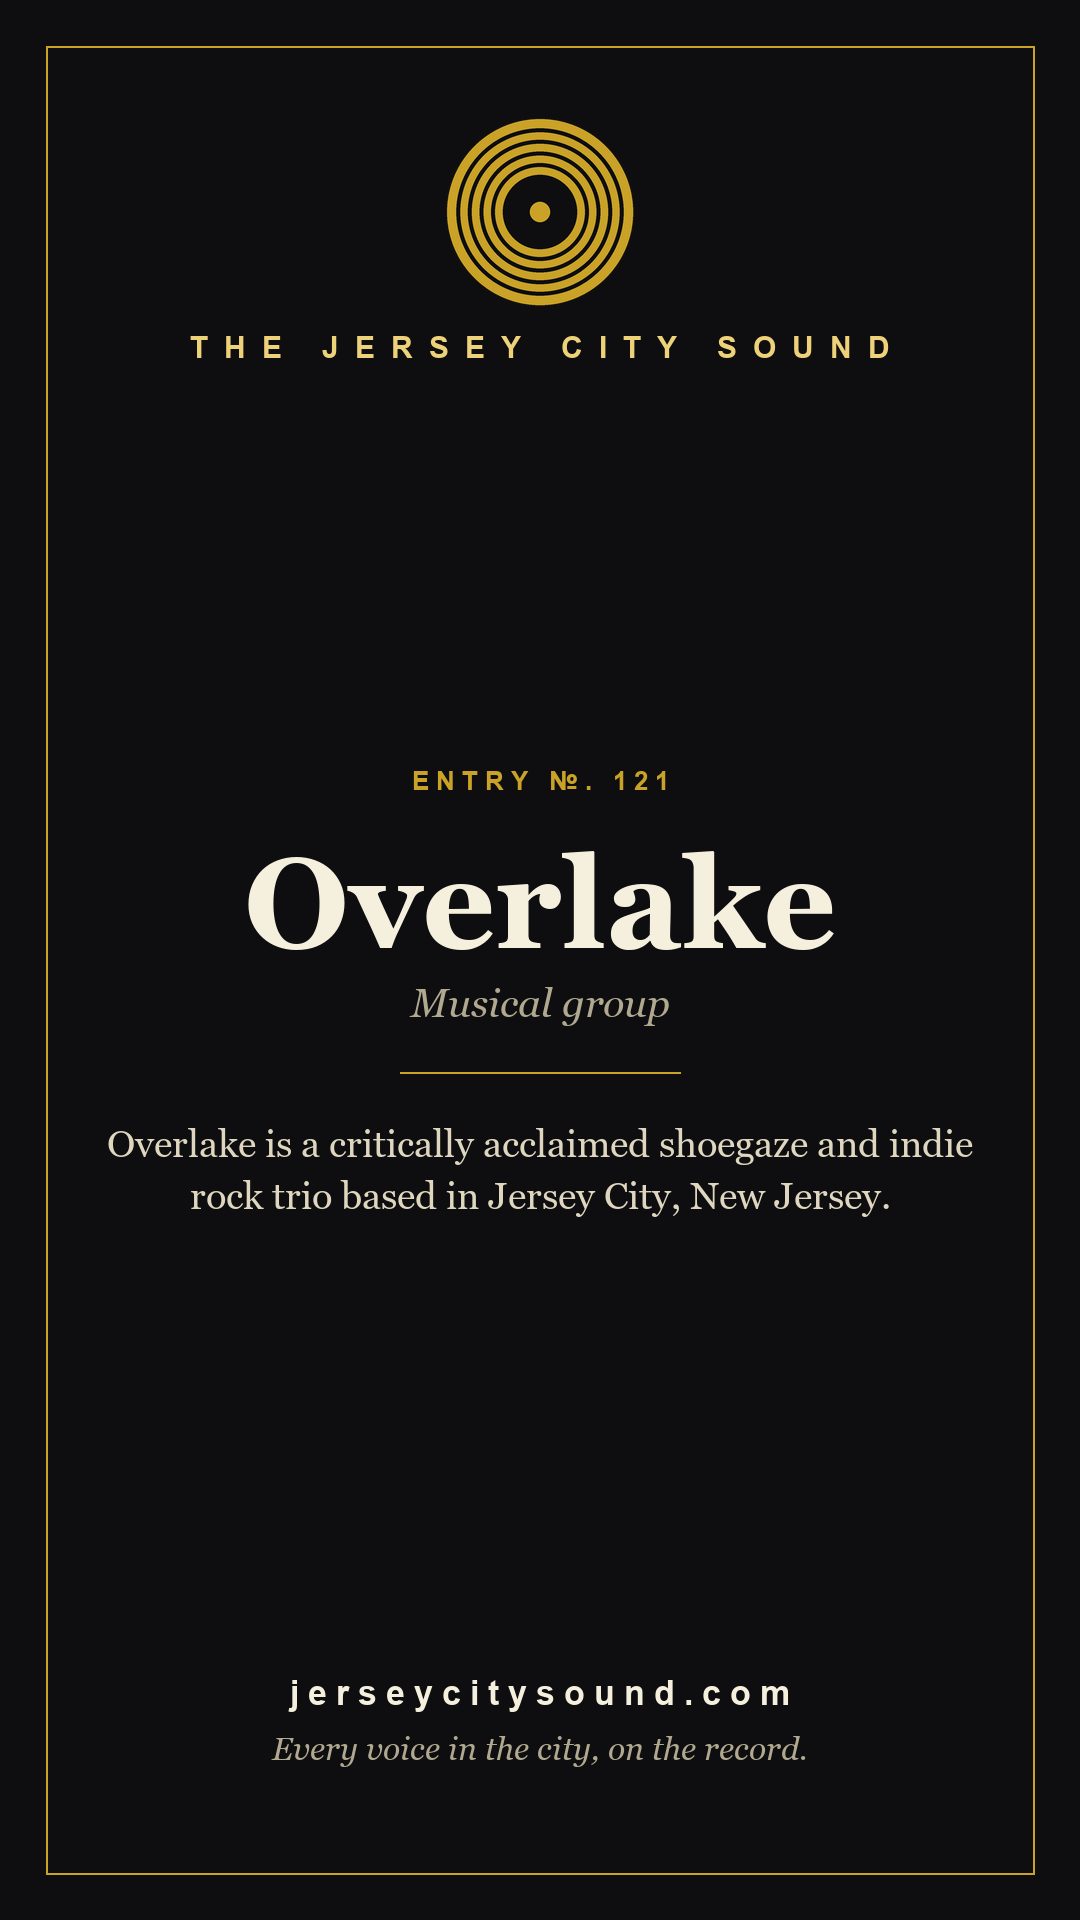 THE JERSEY CITY SOUND
ENTRY №. 121
Overlake
Musical group
Overlake is a critically acclaimed shoegaze and indie
rock trio based in Jersey City, New Jersey.
jerseycitysound.com
Every voice in the city, on the record.